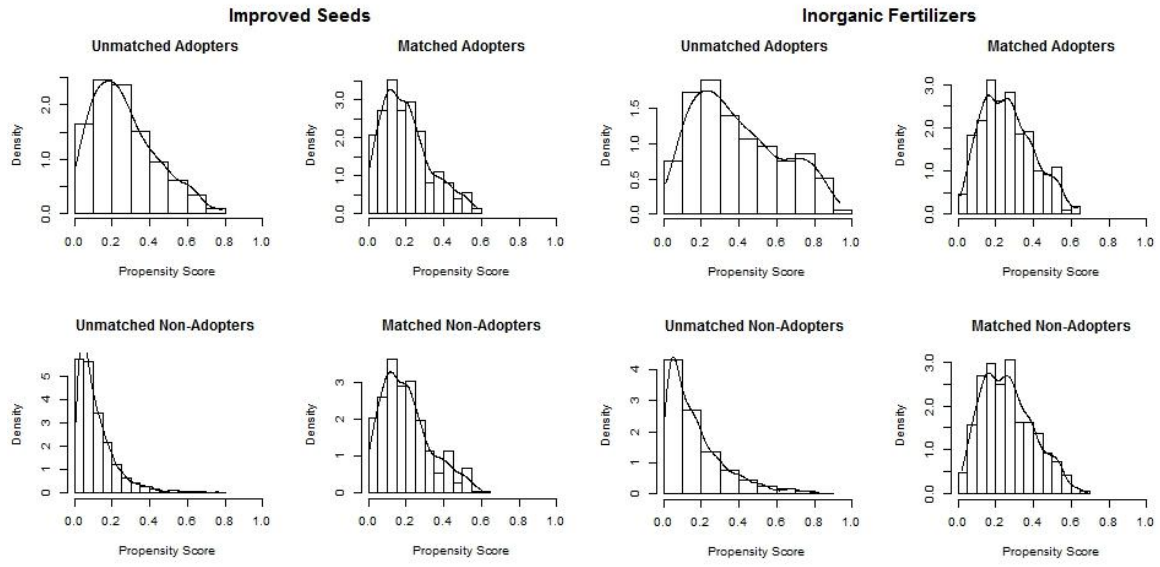 Improved Seeds
Inorganic Fertilizers
Unmatched Adopters
Matched Adopters
Unmatched Adopters
Matched Adopters
Density
0.0 1.0 2.0
0.0 0.2 0.4 0.6 0.8 1.0
Propensity Score
Density
0.0 1.0 2.0 3.0
0.0 0.2 0.4 0.6 0.8 1.0
Propensity Score
Density
0.0 0.5 1.0 1.5
0.0 0.2 0.4 0.6 0.8 1.0
Propensity Score
Density
0.0 1.0 2.0 3.0
0.0 0.2 0.4 0.6 0.8 1.0
Propensity Score
Unmatched Non-Adopters
Matched Non-Adopters
Unmatched Non-Adopters
Matched Non-Adopters
Density
0 1 2 3 4 5
0.0 0.2 0.4 0.6 0.8 1.0
Propensity Score
Density
0 1 2 3
0.0 0.2 0.4 0.6 0.8 1.0
Propensity Score
Density
0 1 2 3 4
0.0 0.2 0.4 0.6 0.8 1.0
Propensity Score
Density
0.0 1.0 2.0 3.0
0.0 0.2 0.4 0.6 0.8 1.0
Propensity Score